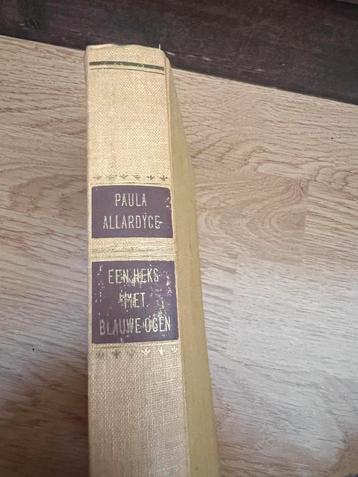 PAULA
ALLARDYCE
EEN HEKS
MET
BLAUWE OGEN